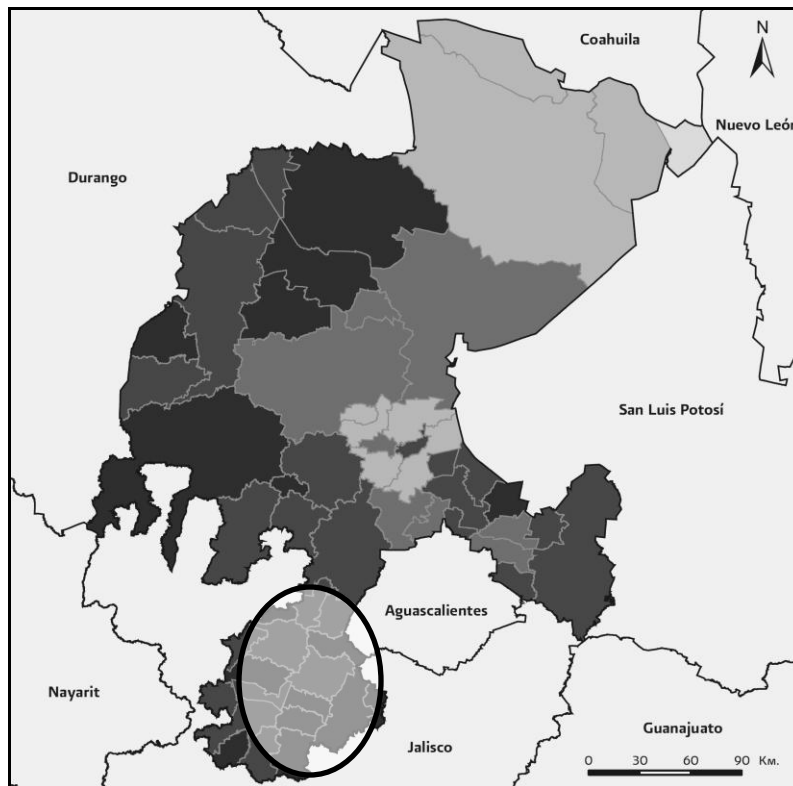 Coahuila
N
Nuevo León
Durango
San Luis Potosí
Aguascalientes
Nayarit
Jalisco
Guanajuato
0 30 60 90 Km.